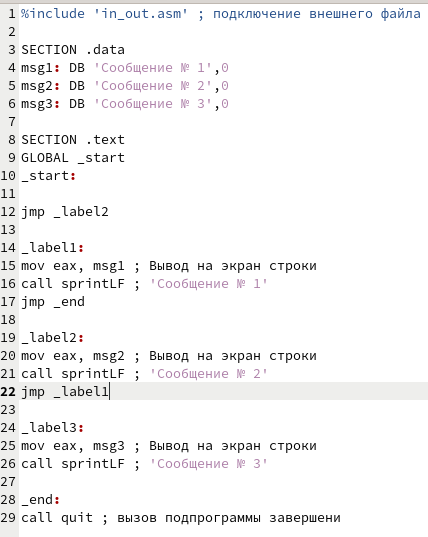 1 %include 'in_out.asm' ; подключение внешнего файла
2
3 SECTION .data
4 msg1: DB 'Сообщение № 1',0
5 msg2: DB 'Сообщение № 2',0
6 msg3: DB 'Сообщение № 3',0
7
8 SECTION .text
9 GLOBAL _start
10 _start:
11
12 jmp _label2
13
14 _label1:
15 mov eax, msg1 ; Вывод на экран строки
16 call sprintLF ; 'Сообщение № 1'
17 jmp _end
18
19 _label2:
20 mov eax, msg2 ; Вывод на экран строки
21 call sprintLF ; 'Сообщение № 2'
22 jmp _label1
23
24 _label3:
25 mov eax, msg3 ; Вывод на экран строки
26 call sprintLF ; 'Сообщение № 3'
27
28 _end:
29 call quit ; вызов подпрограммы завершени